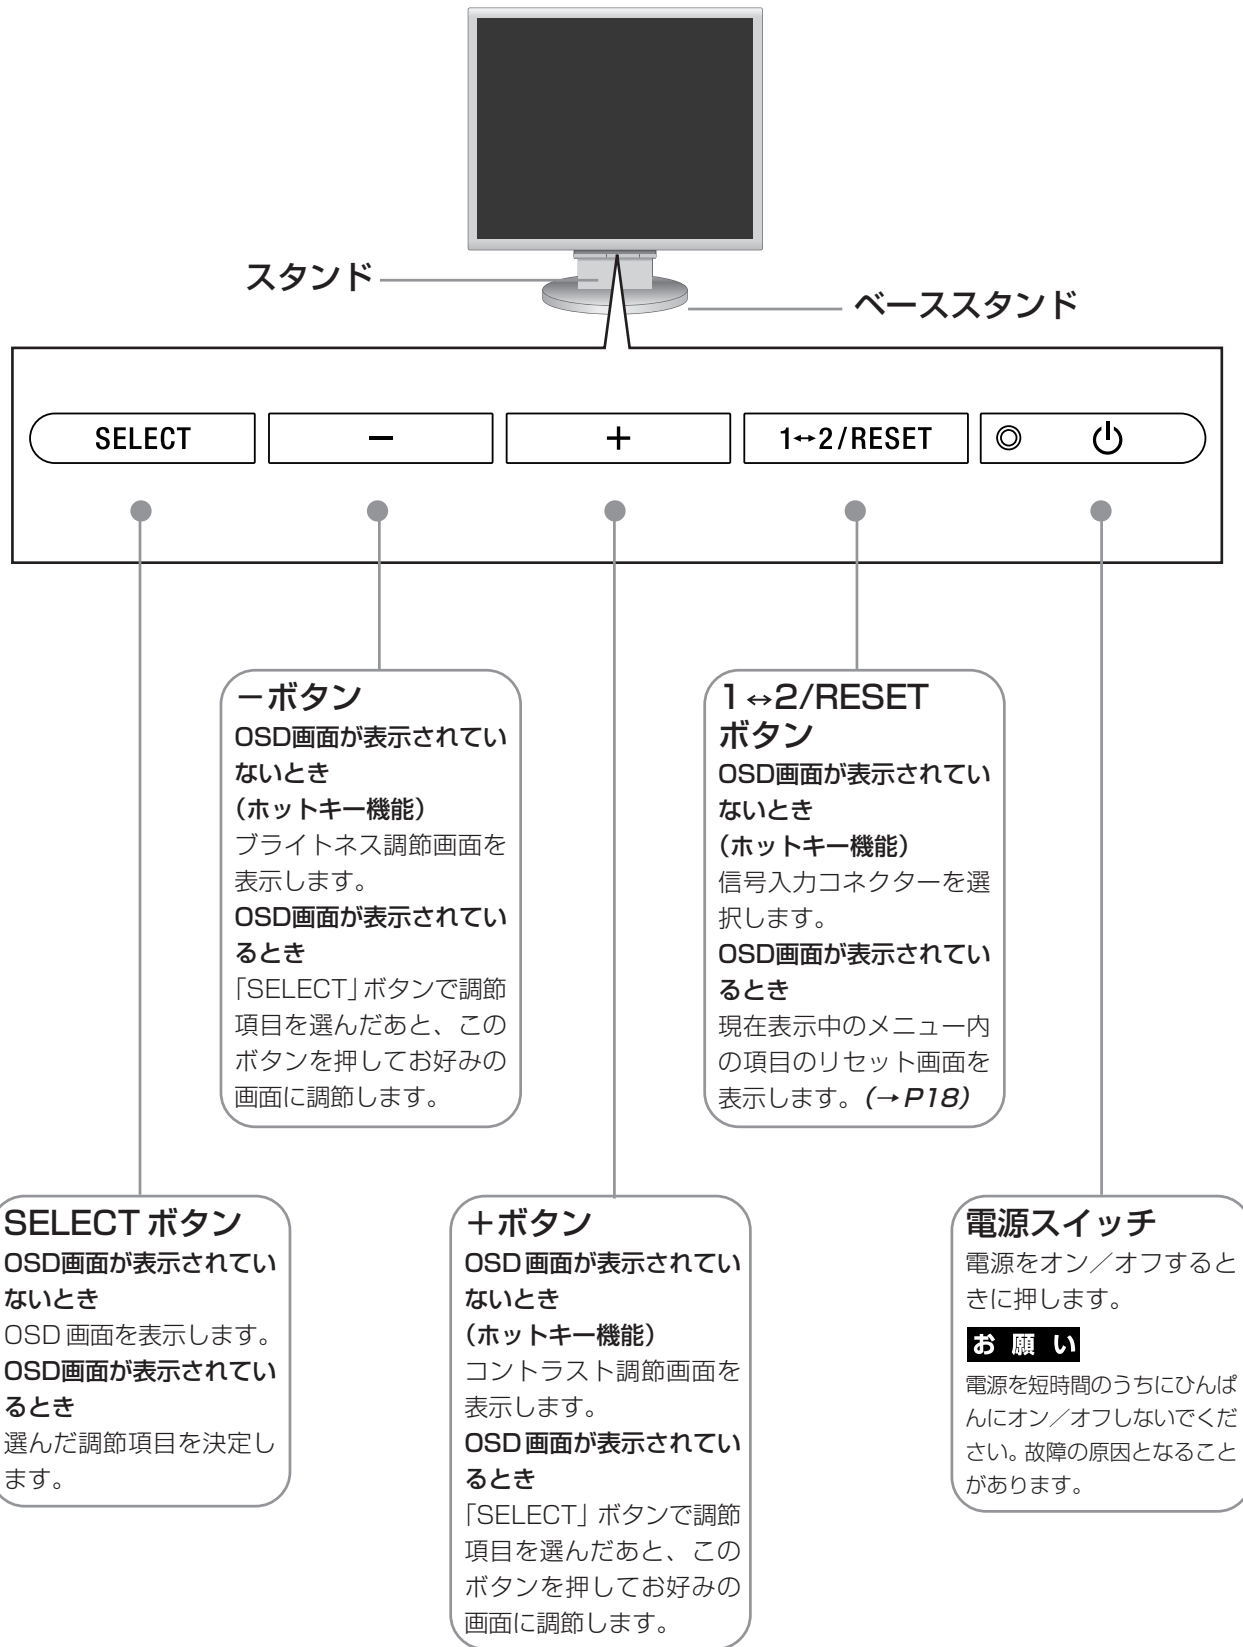 スタンド
ベーススタンド
SELECT
−
+
1↔2/RESET
−ボタン
OSD画面が表示されてい
ないとき
(ホットキー機能)
ブライトネス調節画面を
表示します。
OSD画面が表示されてい
るとき
「SELECT」ボタンで調節
項目を選んだあと、この
ボタンを押してお好みの
画面に調節します。
1↔2/RESET
ボタン
OSD画面が表示されてい
ないとき
(ホットキー機能)
信号入力コネクターを選
択します。
OSD画面が表示されてい
るとき
現在表示中のメニュー内
の項目のリセット画面を
表示します。(→P18)
SELECT ボタン
OSD画面が表示されてい
ないとき
OSD 画面を表示します。
OSD画面が表示されてい
るとき
選んだ調節項目を決定し
ます。
+ボタン
OSD 画面が表示されてい
ないとき
(ホットキー機能)
コントラスト調節画面を
表示します。
OSD 画面が表示されてい
るとき
「SELECT」ボタンで調節
項目を選んだあと、この
ボタンを押してお好みの
画面に調節します。
電源スイッチ
電源をオン/オフすると
きに押します。
お 願 い
電源を短時間のうちにひんぱ
んにオン/オフしないでくだ
さい。故障の原因となること
があります。